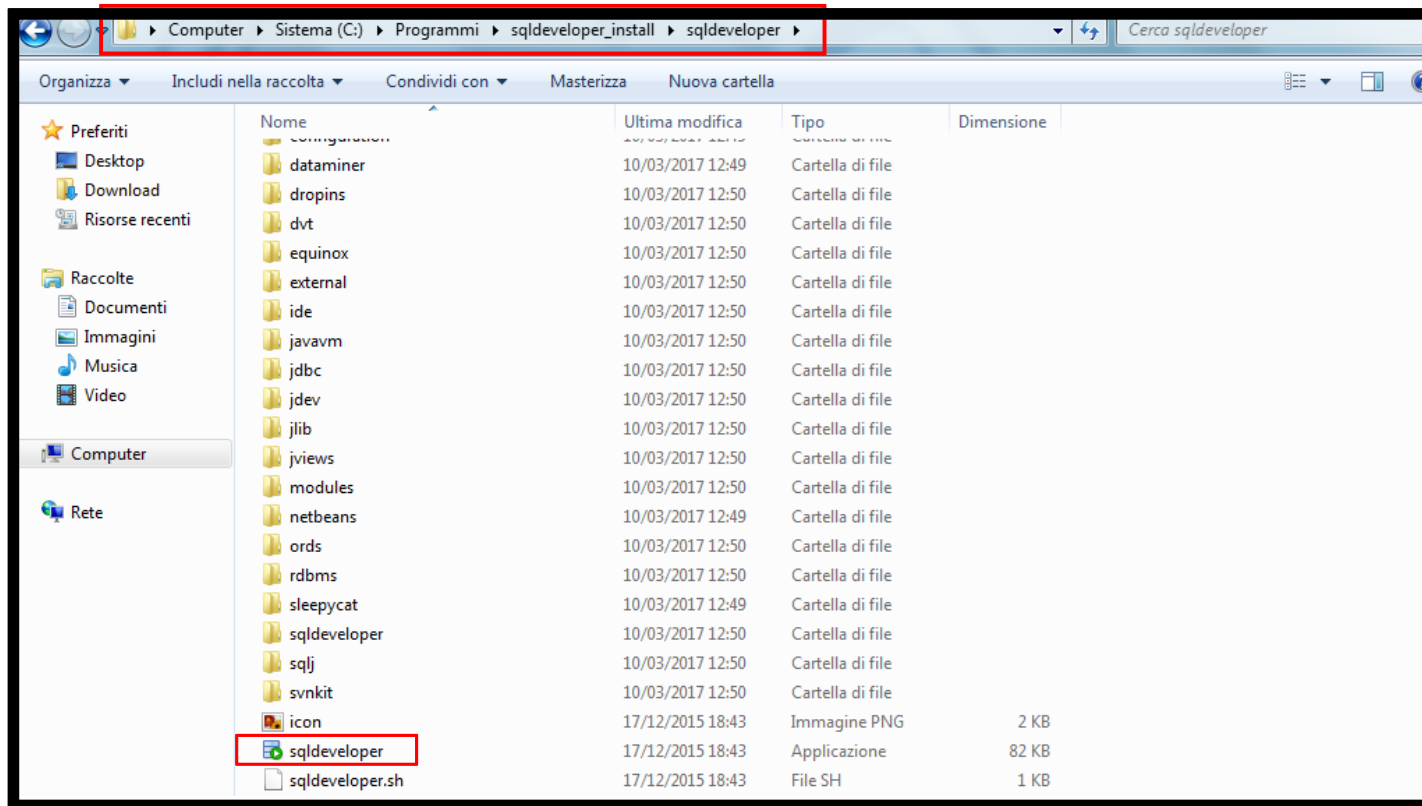 Computer Sistema (C:) Programmi sqldeveloper_install sqldeveloper Cerca sqldeveloper
Organizza Includi nella raccolta Condividi con Masterizza Nuova cartella
Preferiti
Desktop
Download
Risorse recenti
Raccolte
Documenti
Immagini
Musica
Video
Computer
Rete
Nome Ultima modifica Tipo Dimensione
dataminer 10/03/2017 12:49 Cartella di file
dropins 10/03/2017 12:50 Cartella di file
dvt 10/03/2017 12:50 Cartella di file
equinox 10/03/2017 12:50 Cartella di file
external 10/03/2017 12:50 Cartella di file
ide 10/03/2017 12:50 Cartella di file
javavm 10/03/2017 12:50 Cartella di file
jdbc 10/03/2017 12:50 Cartella di file
jdev 10/03/2017 12:50 Cartella di file
jlib 10/03/2017 12:50 Cartella di file
jviews 10/03/2017 12:50 Cartella di file
modules 10/03/2017 12:50 Cartella di file
netbeans 10/03/2017 12:49 Cartella di file
ords 10/03/2017 12:50 Cartella di file
rdbms 10/03/2017 12:50 Cartella di file
sleepycat 10/03/2017 12:49 Cartella di file
sqldeveloper 10/03/2017 12:50 Cartella di file
sqlj 10/03/2017 12:50 Cartella di file
svnkit 10/03/2017 12:50 Cartella di file
icon 17/12/2015 18:43 Immagine PNG 2 KB
sqldeveloper 17/12/2015 18:43 Applicazione 82 KB
sqldeveloper.sh 17/12/2015 18:43 File SH 1 KB